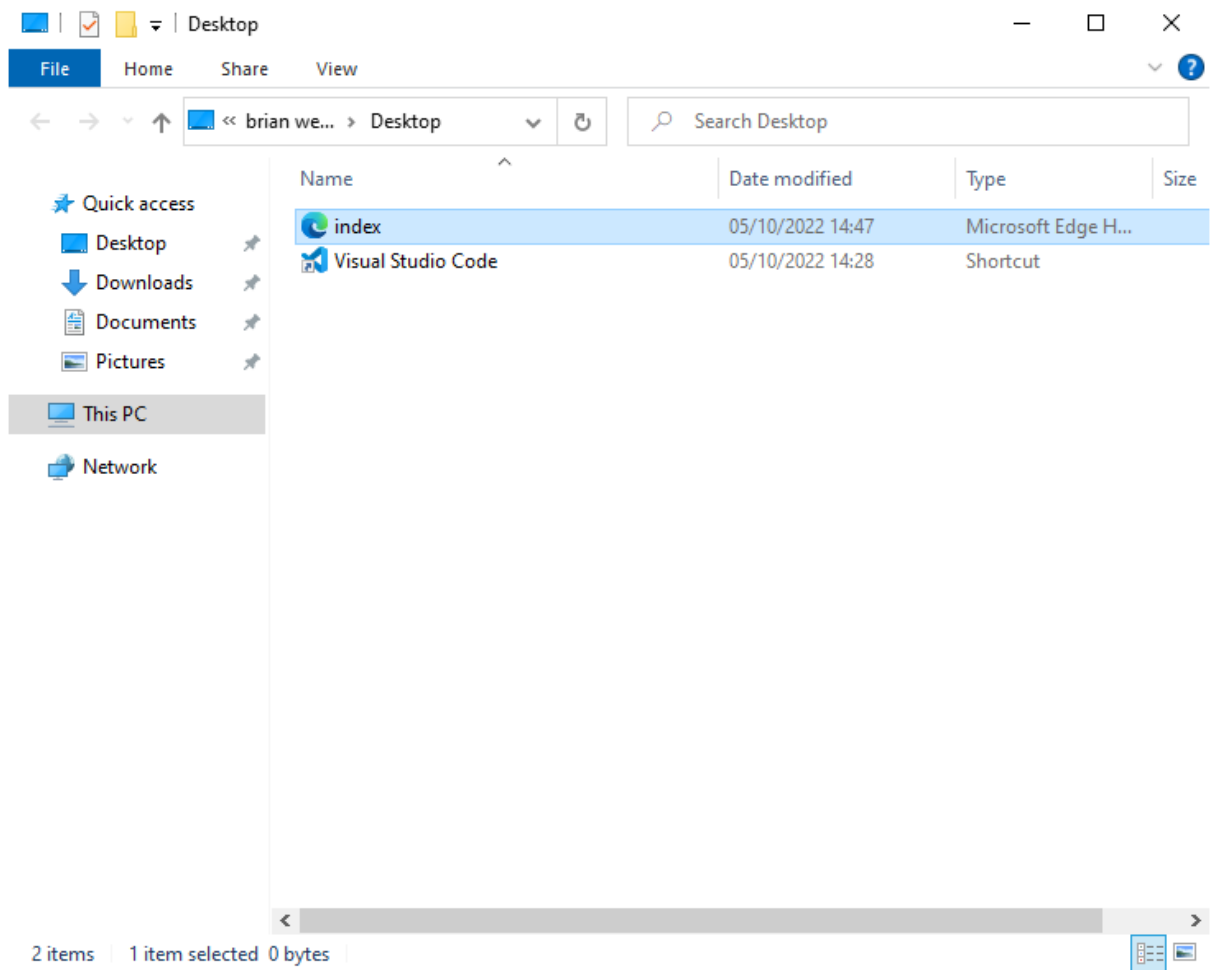 Desktop
File Home Share View
« brian we... › Desktop Search Desktop
Name Date modified Type Size
Quick access
Desktop
Downloads
Documents
Pictures
This PC
Network
index 05/10/2022 14:47 Microsoft Edge H...
Visual Studio Code 05/10/2022 14:28 Shortcut
2 items 1 item selected 0 bytes